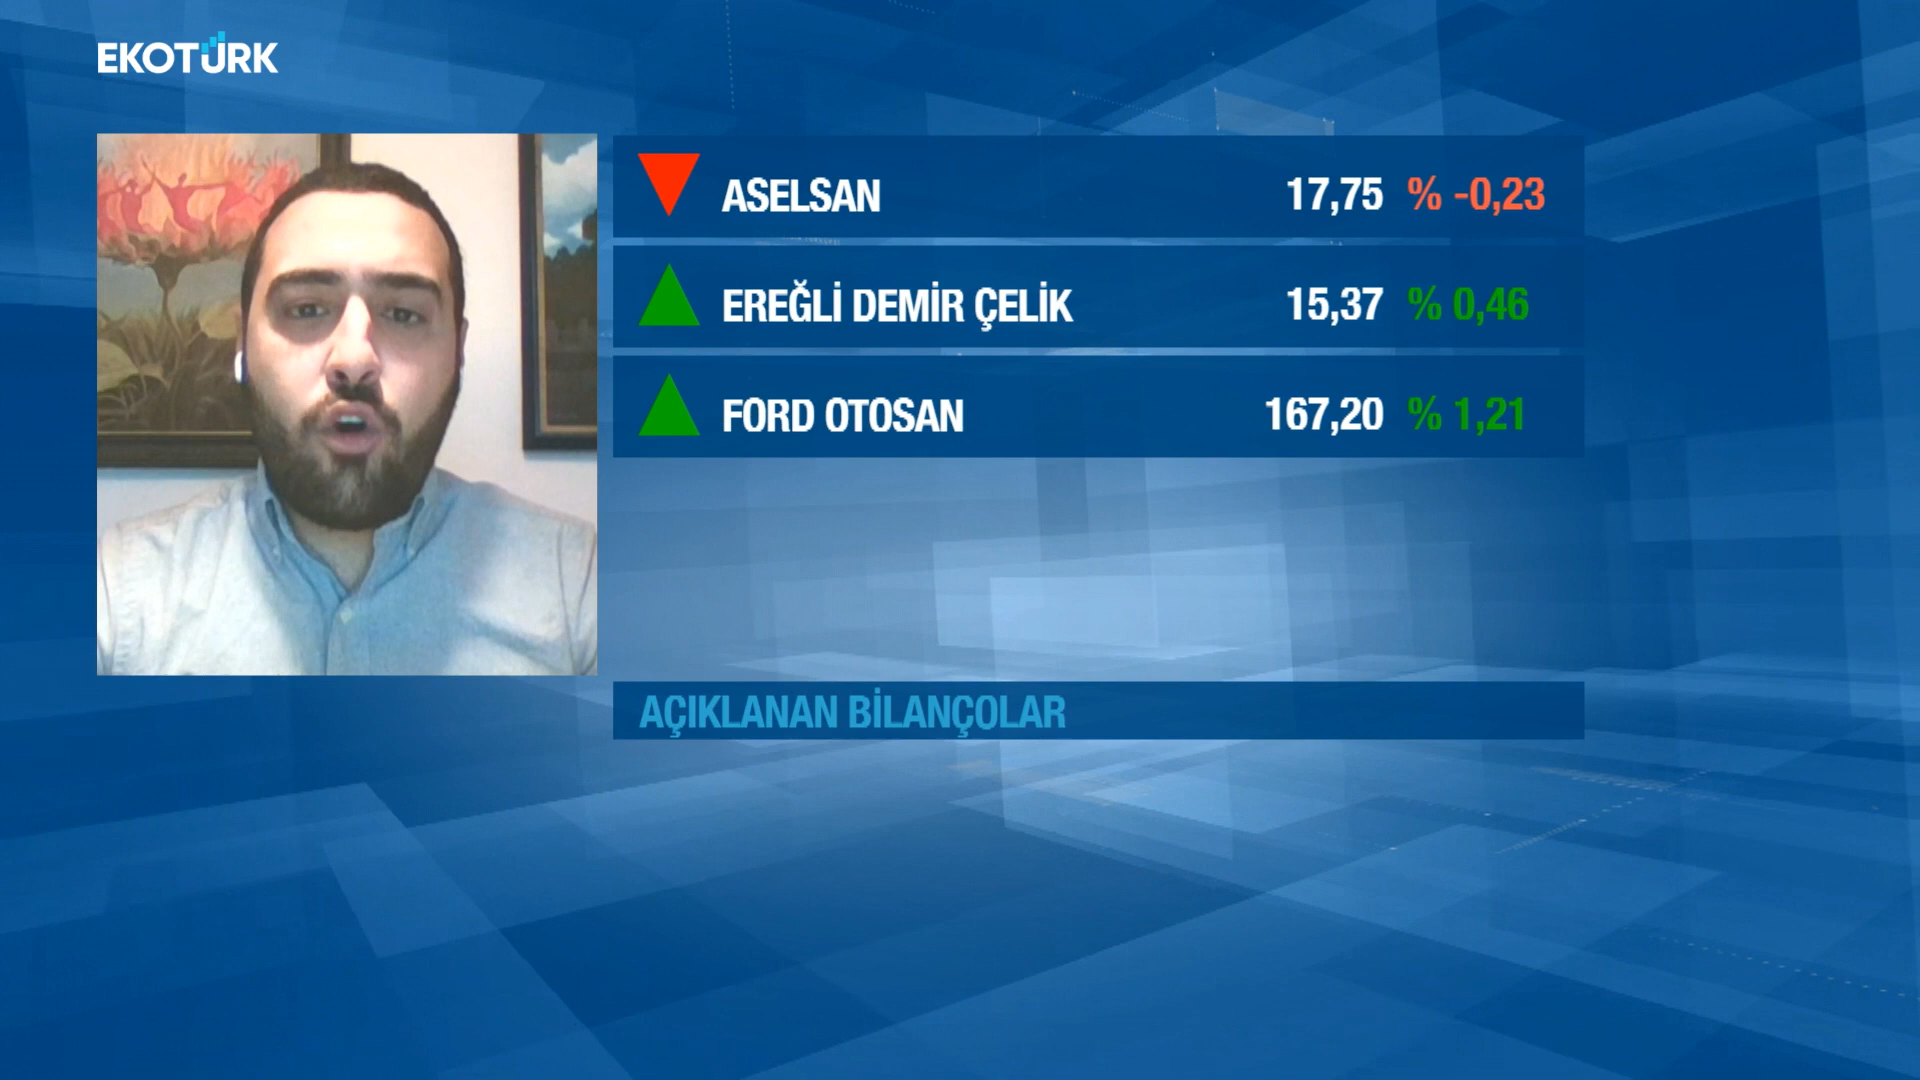 EKOTÜRK
ASELSAN 17,75 % -0,23
EREĞLİ DEMİR ÇELİK 15,37 % 0,46
FORD OTOSAN 167,20 % 1,21
AÇIKLANAN BİLANÇOLAR